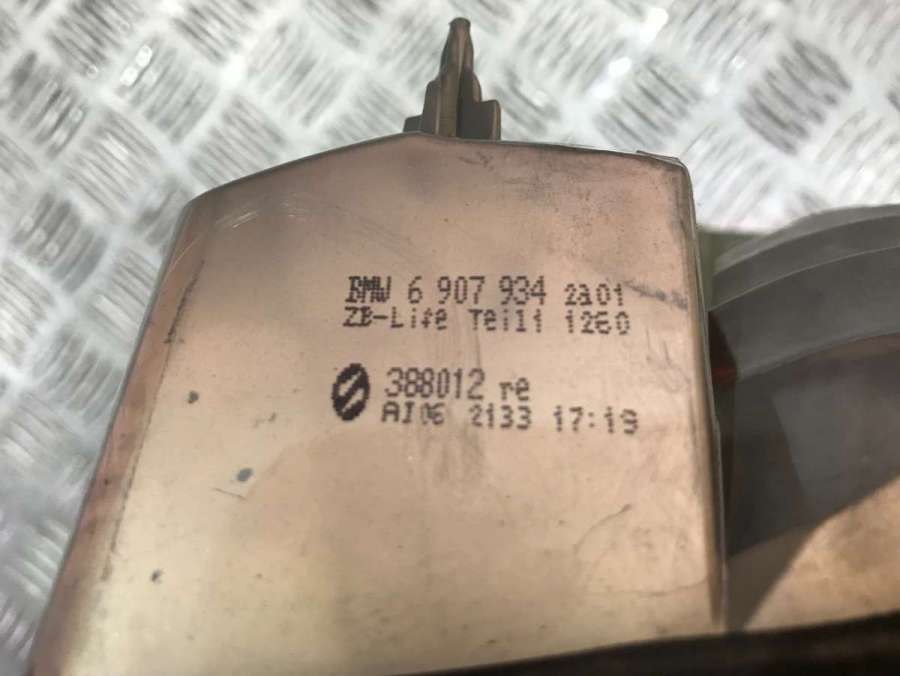 BMW 6 907 934 2a01
ZB-Life Teil1 1260
388012 re
AI06 2133 17:19